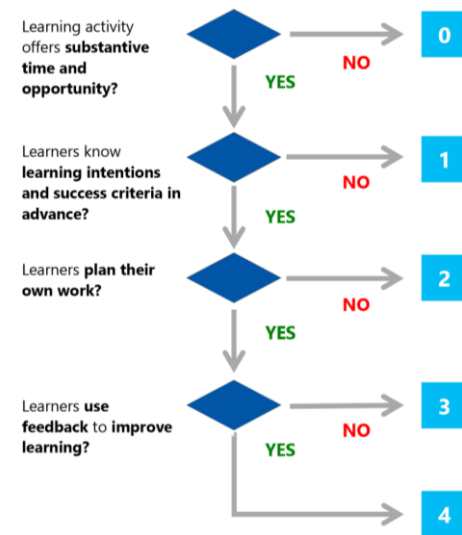 Learning activity
offers substantive
time and
opportunity?
0
NO
YES
Learners know
learning intentions
and success criteria in
advance?
1
NO
YES
Learners plan their
own work?
2
NO
YES
Learners use
feedback to improve
learning?
3
NO
YES
4